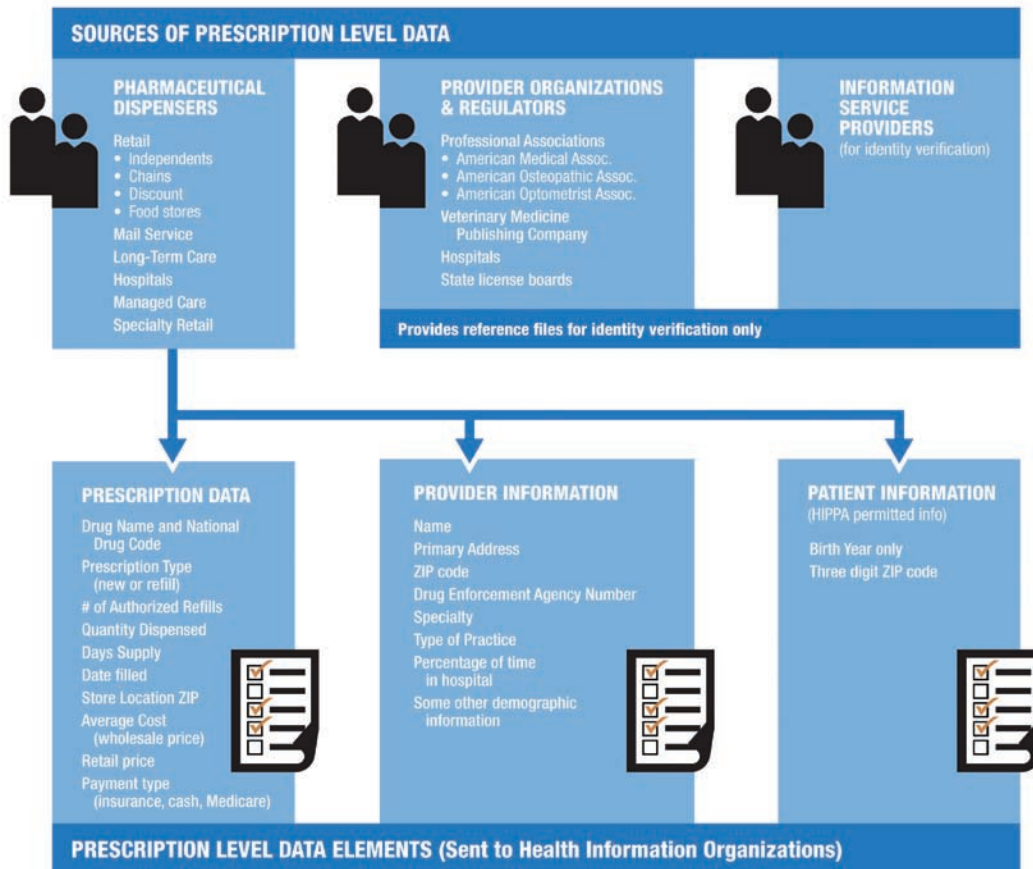 SOURCES OF PRESCRIPTION LEVEL DATA
PHARMACEUTICAL
DISPENSERS
Retail
• Independents
• Chains
• Discount
• Food stores
Mail Service
Long-Term Care
Hospitals
Managed Care
Specialty Retail
PROVIDER ORGANIZATIONS
& REGULATORS
Professional Associations
• American Medical Assoc.
• American Osteopathic Assoc.
• American Optometrist Assoc.
Veterinary Medicine
Publishing Company
Hospitals
State license boards
INFORMATION
SERVICE
PROVIDERS
(for identity verification)
Provides reference files for identity verification only
PRESCRIPTION DATA
Drug Name and National
Drug Code
Prescription Type
(new or refill)
# of Authorized Refills
Quantity Dispensed
Days Supply
Date filled
Store Location ZIP
Average Cost
(wholesale price)
Retail price
Payment type
(insurance, cash, Medicare)
PROVIDER INFORMATION
Name
Primary Address
ZIP code
Drug Enforcement Agency Number
Specialty
Type of Practice
Percentage of time
in hospital
Some other demographic
information
PATIENT INFORMATION
(HIPPA permitted info)
Birth Year only
Three digit ZIP code
PRESCRIPTION LEVEL DATA ELEMENTS (Sent to Health Information Organizations)